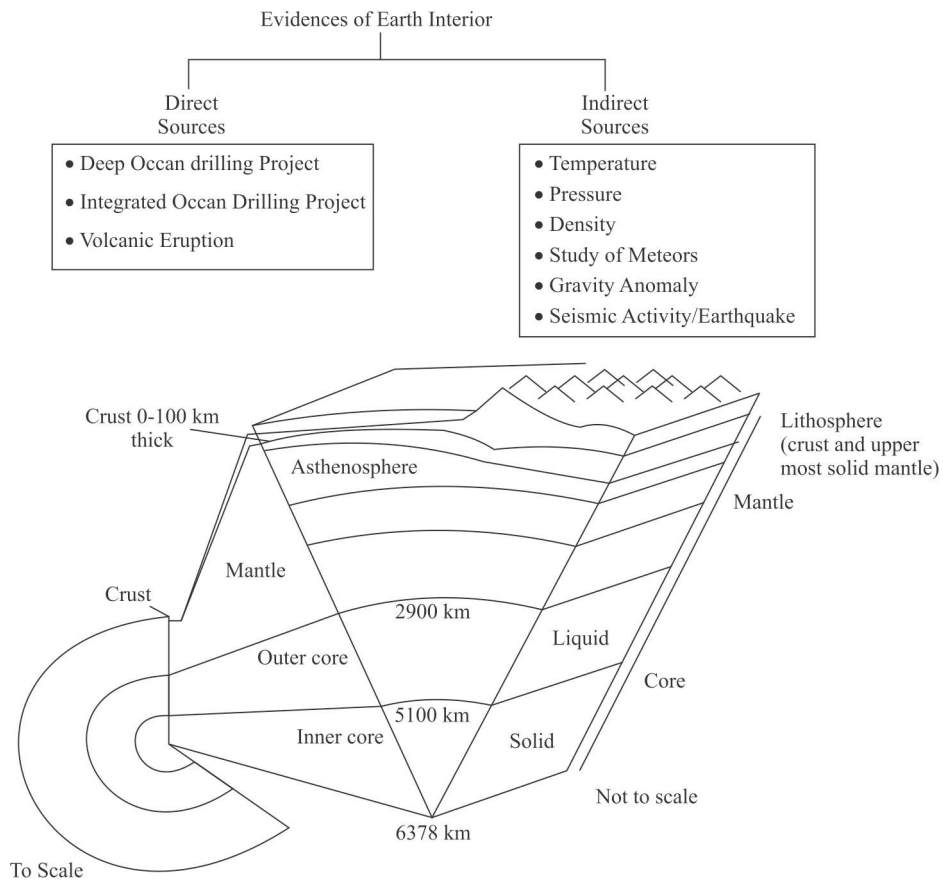 Evidences of Earth Interior
Direct
Sources
• Deep Occan drilling Project
• Integrated Occan Drilling Project
• Volcanic Eruption
Indirect
Sources
• Temperature
• Pressure
• Density
• Study of Meteors
• Gravity Anomaly
• Seismic Activity/Earthquake
Crust 0-100 km
thick
Asthenosphere
Lithosphere
(crust and upper
most solid mantle)
Mantle
Mantle
Crust
2900 km
Liquid
Outer core
Core
5100 km
Inner core
Solid
Not to scale
6378 km
To Scale